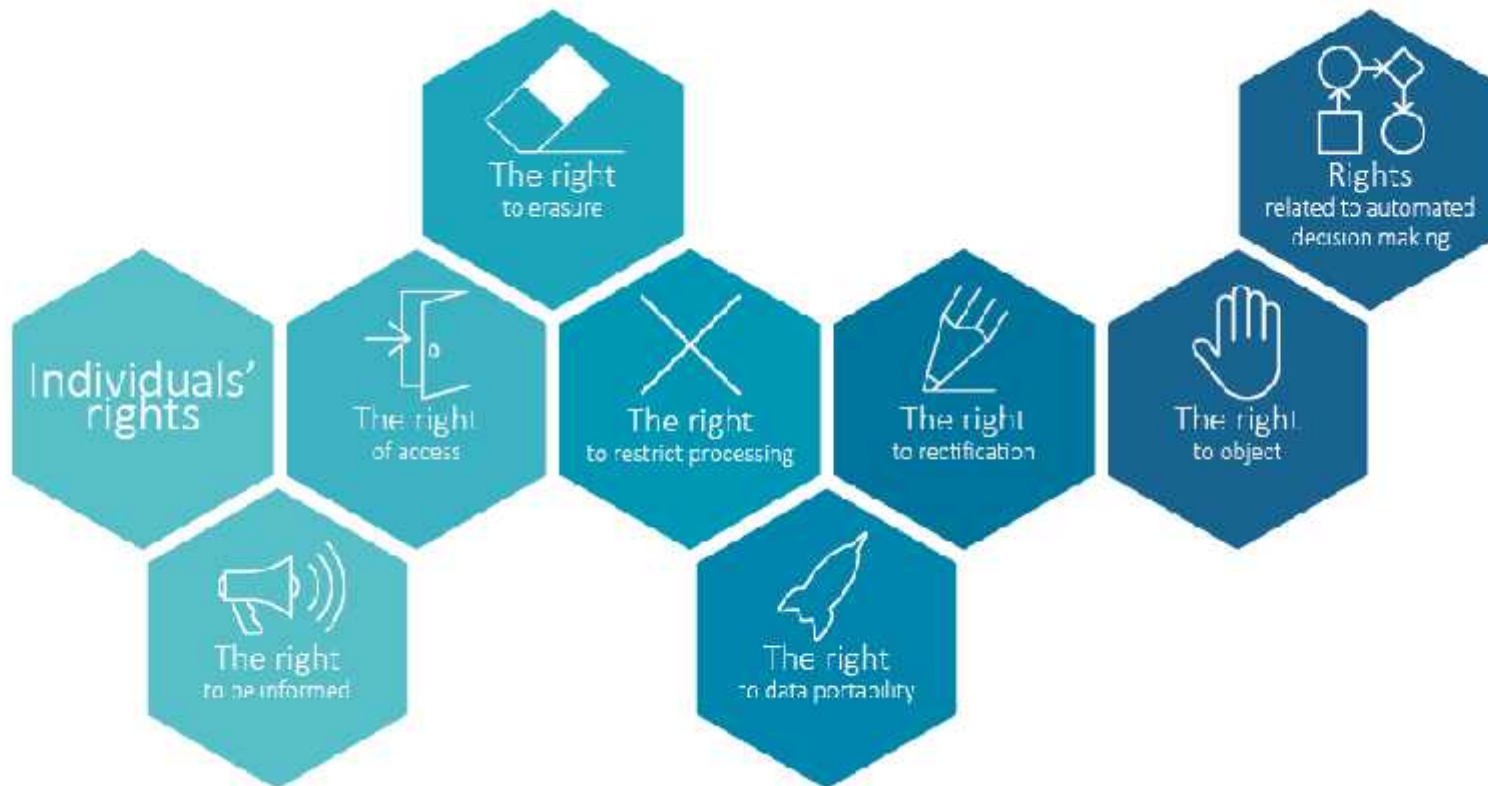 Individuals'
rights
The right
to be informed
The right
of access
The right
to erasure
The right
to restrict processing
The right
to data portability
The right
to rectification
The right
to object
Rights
related to automated
decision making